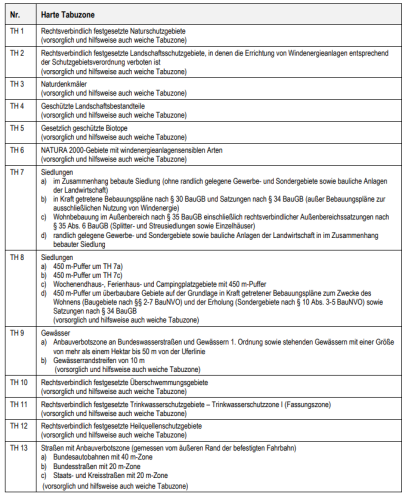 Nr. Harte Tabuzone
TH 1 Rechtsverbindlich festgesetzte Naturschutzgebiete
(vorsorglich und hilfsweise auch weiche Tabuzone)
TH 2 Rechtsverbindlich festgesetzte Landschaftsschutzgebiete, in denen die Errichtung von Windenergieanlagen entsprechend
der Schutzgebietsverordnung verboten ist
(vorsorglich und hilfsweise auch weiche Tabuzone)
TH 3 Naturdenkmäler
(vorsorglich und hilfsweise auch weiche Tabuzone)
TH 4 Geschützte Landschaftsbestandteile
(vorsorglich und hilfsweise auch weiche Tabuzone)
TH 5 Gesetzlich geschützte Biotope
(vorsorglich und hilfsweise auch weiche Tabuzone)
TH 6 NATURA 2000-Gebiete mit windenergieanlagensensiblen Arten
(vorsorglich und hilfsweise auch weiche Tabuzone)
TH 7 Siedlungen
a) im Zusammenhang bebaute Siedlung (ohne randlich gelegene Gewerbe- und Sondergebiete sowie bauliche Anlagen
der Landwirtschaft)
b) in Kraft getretene Bebauungspläne nach § 30 BauGB und Satzungen nach § 34 BauGB (außer Bebauungspläne zur
ausschließlichen Nutzung von Windenergie)
c) Wohnbebauung im Außenbereich nach § 35 BauGB einschließlich rechtsverbindlicher Außenbereichssatzungen nach
§ 35 Abs. 6 BauGB (Splitter- und Streusiedlungen sowie Einzelhäuser)
d) randlich gelegene Gewerbe- und Sondergebiete sowie bauliche Anlagen der Landwirtschaft in im Zusammenhang
bebauter Siedlung
TH 8 Siedlungen
a) 450 m-Puffer um TH 7a)
b) 450 m-Puffer um TH 7c)
c) Wochenendhaus-, Ferienhaus- und Campingplatzgebiete mit 450 m-Puffer
d) 450 m-Puffer um überbaubare Gebiete auf der Grundlage in Kraft getretener Bebauungspläne zum Zwecke des
Wohnens (Baugebiete nach §§ 2-7 BauNVO) und der Erholung (Sondergebiete nach § 10 Abs. 3-5 BauNVO) sowie
Satzungen nach § 34 BauGB
(vorsorglich und hilfsweise auch weiche Tabuzone)
TH 9 Gewässer
a) Anbauverbotszone an Bundeswasserstraßen und Gewässern 1. Ordnung sowie stehenden Gewässern mit einer Größe
von mehr als einem Hektar bis 50 m von der Uferlinie
b) Gewässerrandstreifen von 10 m
(vorsorglich und hilfsweise auch weiche Tabuzone)
TH 10 Rechtsverbindlich festgesetzte Überschwemmungsgebiete
(vorsorglich und hilfsweise auch weiche Tabuzone)
TH 11 Rechtsverbindlich festgesetzte Trinkwasserschutzgebiete – Trinkwasserschutzzone I (Fassungszone)
(vorsorglich und hilfsweise auch weiche Tabuzone)
TH 12 Rechtsverbindlich festgesetzte Heilquellenschutzgebiete
(vorsorglich und hilfsweise auch weiche Tabuzone)
TH 13 Straßen mit Anbauverbotszone (gemessen vom äußeren Rand der befestigten Fahrbahn)
a) Bundesautobahnen mit 40 m-Zone
b) Bundesstraßen mit 20 m-Zone
c) Staats- und Kreisstraßen mit 20 m-Zone
(vorsorglich und hilfsweise auch weiche Tabuzone)